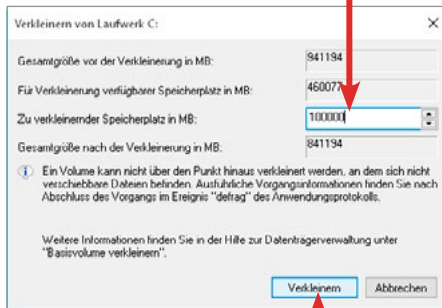 Verkleinern von Laufwerk C:
Gesamtgröße vor der Verkleinerung in MB: 941194
Für Verkleinerung verfügbarer Speicherplatz in MB: 460077
Zu verkleinernder Speicherplatz in MB: 100000
Gesamtgröße nach der Verkleinerung in MB: 841194
Ein Volume kann nicht über den Punkt hinaus verkleinert werden, an dem sich nicht
verschiebbare Dateien befinden. Ausführliche Vorgangsinformationen finden Sie nach
Abschluss des Vorgangs im Ereignis "defrag" des Anwendungsprotokolls.
Weitere Informationen finden Sie in der Hilfe zur Datenträgerverwaltung unter
"Basisvolume verkleinern".
Verkleinern Abbrechen